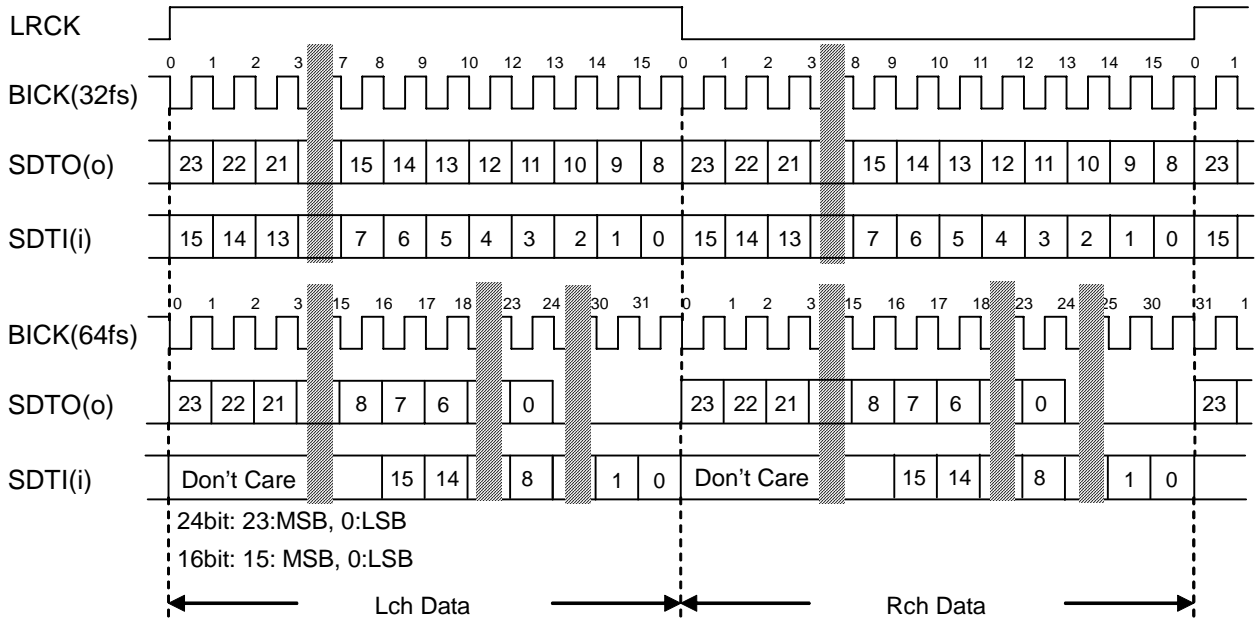 LRCK
0 1 2 3 7 8 9 10 11 12 13 14 15 0 1 2 3 8 9 10 11 12 13 14 15 0 1
BICK(32fs)
SDTO(o) 23 22 21 15 14 13 12 11 10 9 8 23 22 21 15 14 13 12 11 10 9 8 23
SDTI(i) 15 14 13 7 6 5 4 3 2 1 0 15 14 13 7 6 5 4 3 2 1 0 15
0 1 2 3 15 16 17 18 23 24 30 31 0 1 2 3 15 16 17 18 23 24 25 30 31 1
BICK(64fs)
SDTO(o) 23 22 21 8 7 6 0 23 22 21 8 7 6 0 23
SDTI(i) Don't Care 15 14 8 1 0 Don't Care 15 14 8 1 0
24bit: 23:MSB, 0:LSB
16bit: 15: MSB, 0:LSB
Lch Data Rch Data